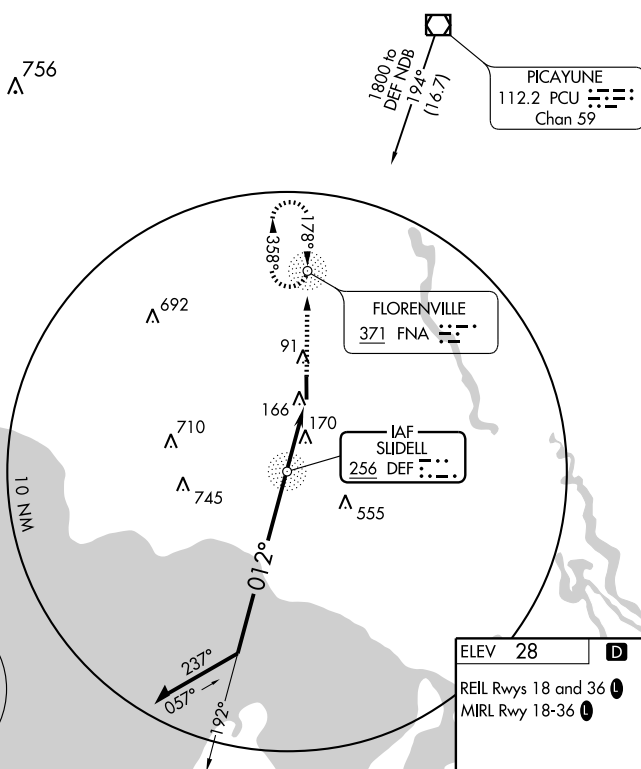 756
1800 to
DEF NDB
194°
(16.7)
PICAYUNE
112.2 PCU
Chan 59
178°
358°
FLORENVILLE
371 FNA
692
91
166
170
710
745
IAF
SLIDELL
256 DEF
555
10 NM
012°
237°
057°
192°
ELEV 28 D
REIL Rwys 18 and 36 L
MIRL Rwy 18-36 L